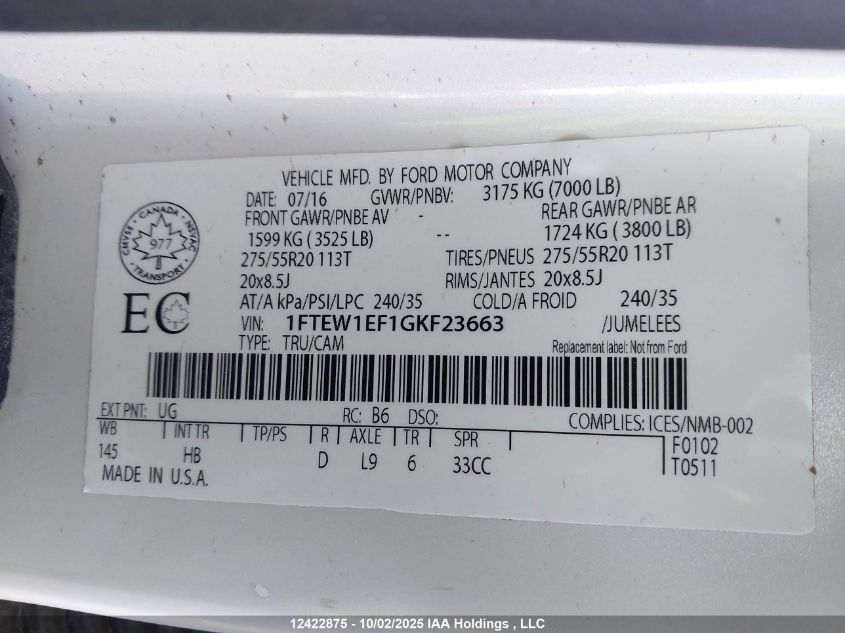 VEHICLE MFD. BY FORD MOTOR COMPANY
DATE: 07/16 GVWR/PNBV: 3175 KG (7000 LB)
FRONT GAWR/PNBE AV - REAR GAWR/PNBE AR
1599 KG ( 3525 LB) -- 1724 KG ( 3800 LB)
275/55R20 113T TIRES/PNEUS 275/55R20 113T
20x8.5J RIMS/JANTES 20x8.5J
AT/A kPa/PSI/LPC 240/35 COLD/A FROID 240/35
VIN: 1FTEW1EF1GKF23663 /JUMELEES
TYPE: TRU/CAM Replacement label: Not from Ford
CANADA
CMVSS NSVAC
977
TRANSPORT
EC
EXT PNT: UG RC: B6 DSO: COMPLIES: ICES/NMB-002
WB | INT TR | TP/PS | R | AXLE | TR | SPR | F0102
145 HB D L9 6 33CC T0511
MADE IN U.S.A.
12422875 - 10/02/2025 IAA Holdings , LLC